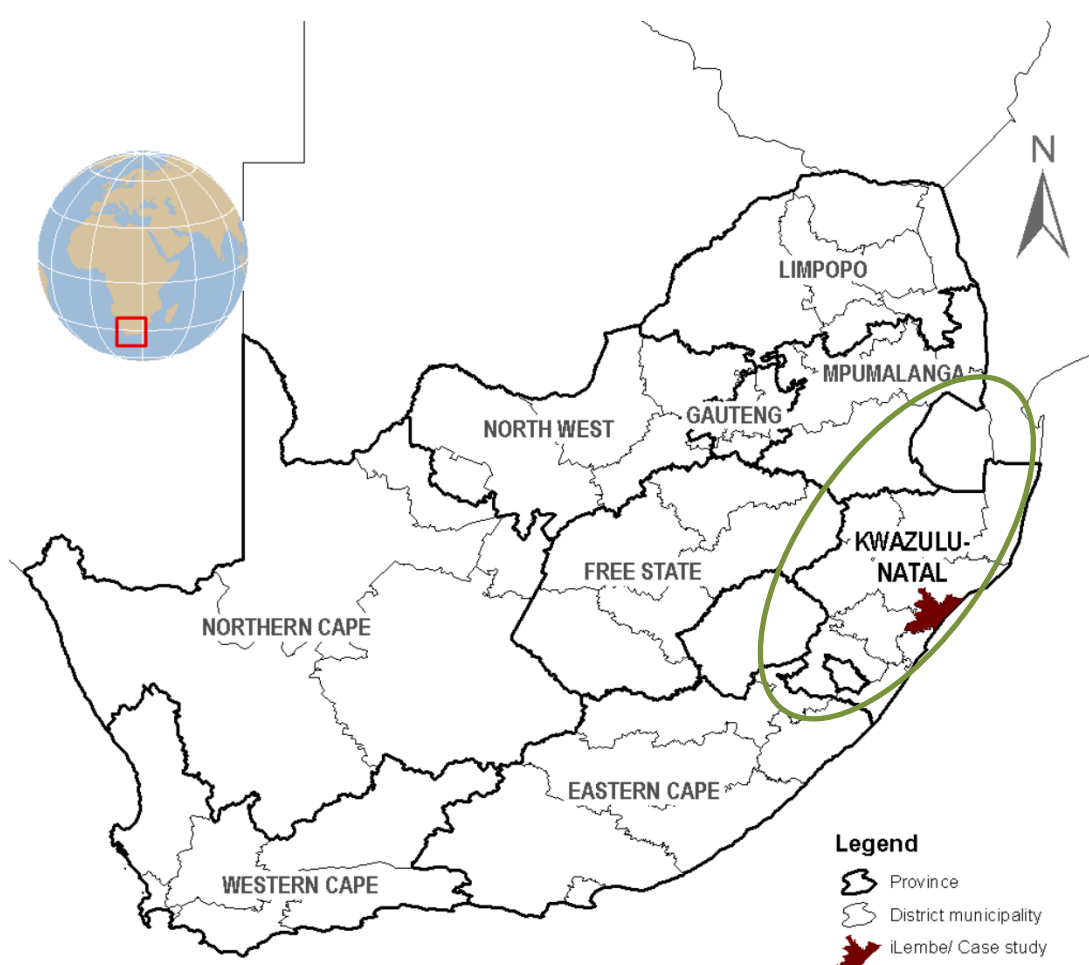 N
LIMPOPO
MPUMALANGA
GAUTENG
NORTH WEST
KWAZULU-
NATAL
FREE STATE
NORTHERN CAPE
EASTERN CAPE
WESTERN CAPE
Legend
Province
District municipality
iLembe/ Case study